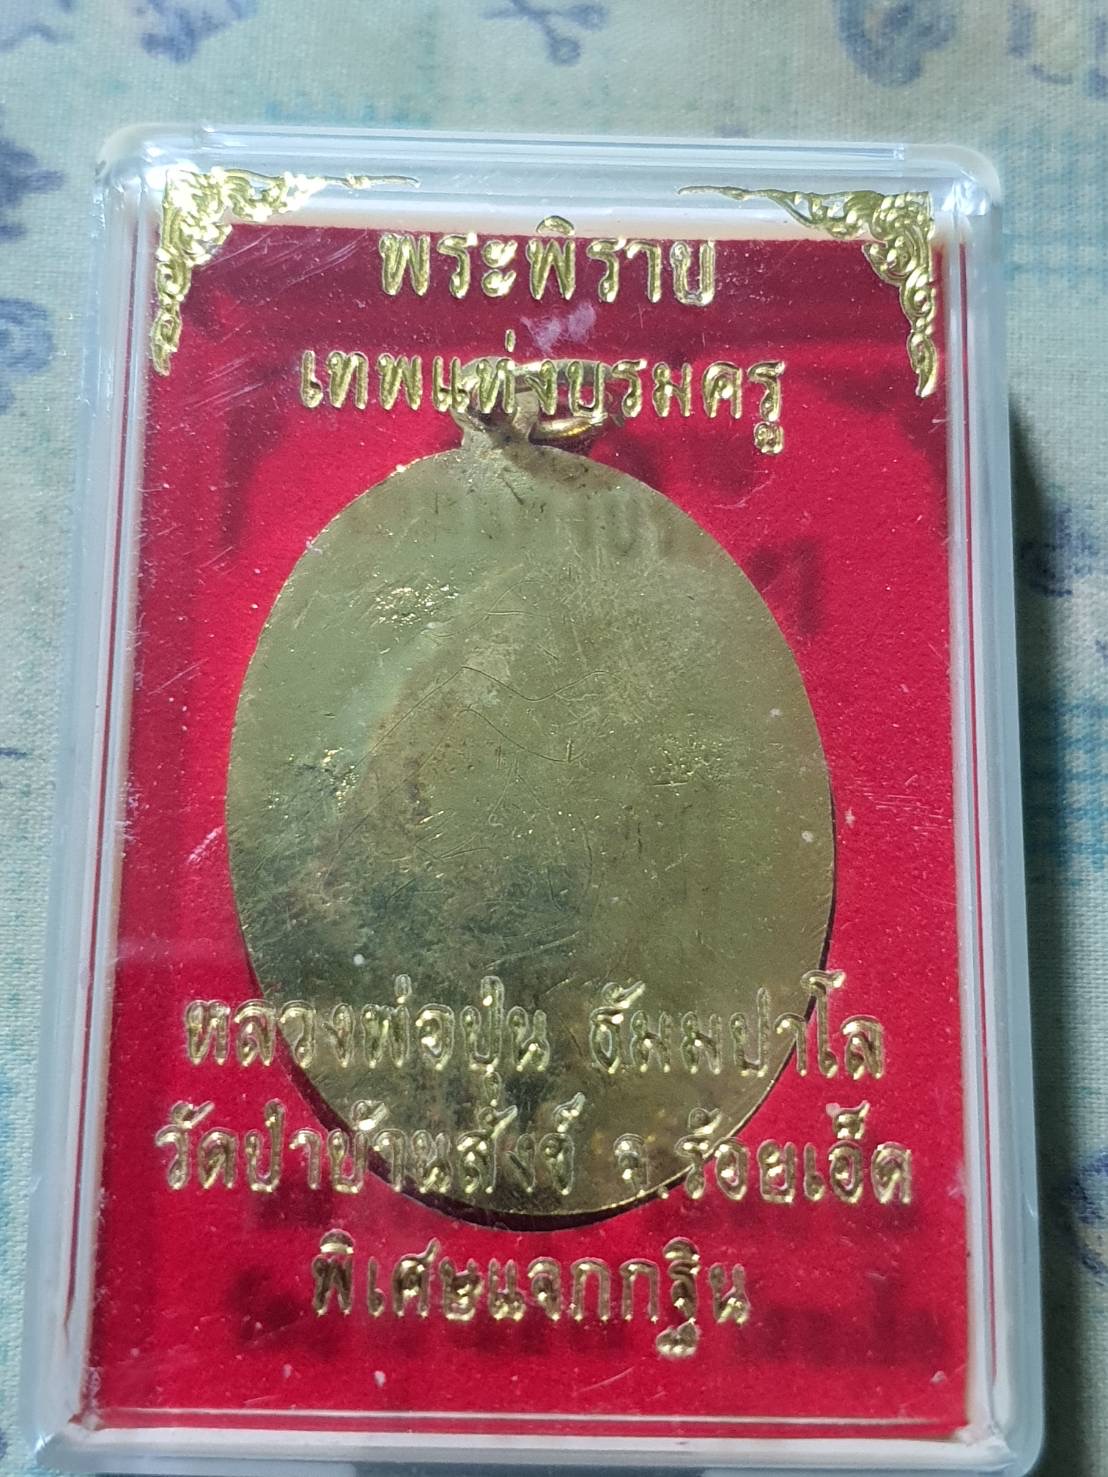 พระพิราบ
เทพแห่งบรมครู
หลวงพ่อปุ่น ธัมมปาโล
วัดป่าบ้านสังข์ จ.ร้อยเอ็ด
พิเศษแจกกฐิน